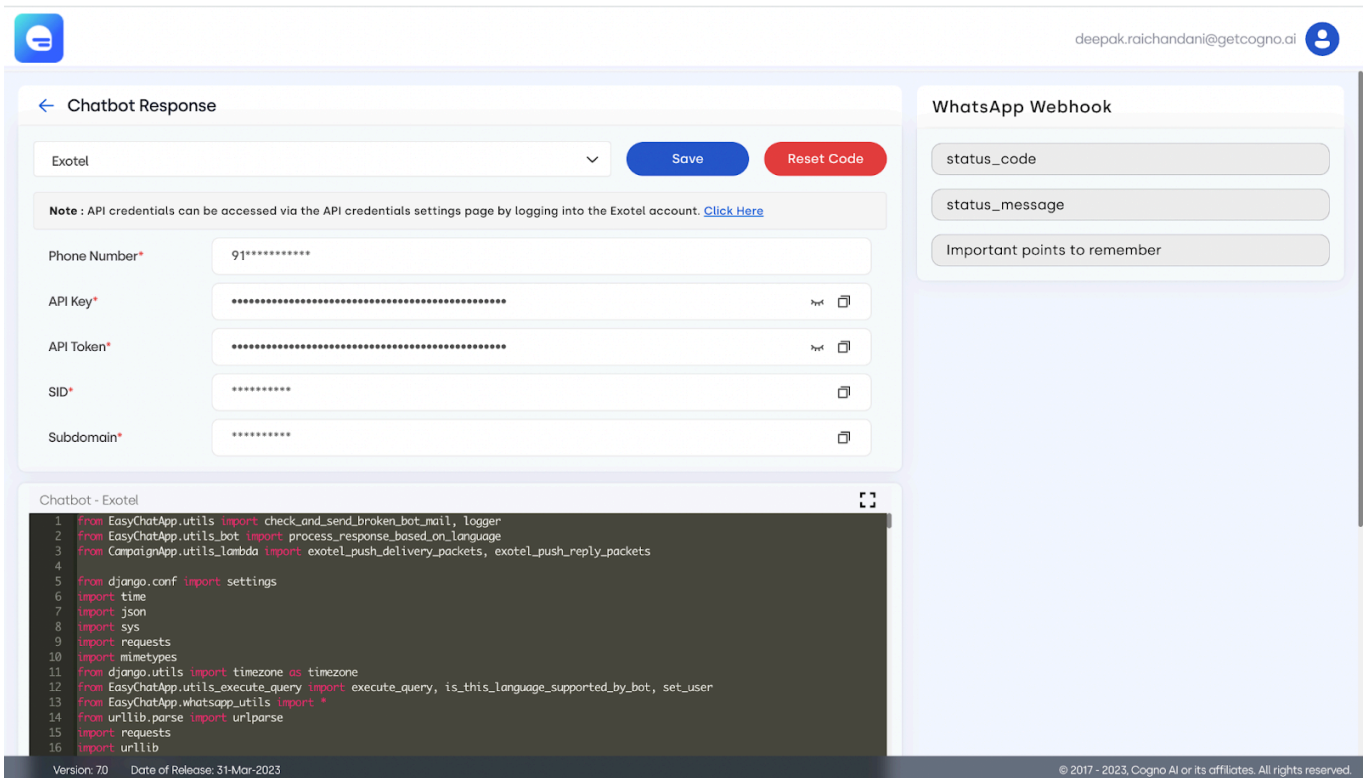 deepak.raichandani@getcogno.ai
Chatbot Response
Exotel
Save
Reset Code
Note : API credentials can be accessed via the API credentials settings page by logging into the Exotel account. Click Here
Phone Number*
91***********
API Key*
••••••••••••••••••••••••••••••••••••••••••••••••
API Token*
••••••••••••••••••••••••••••••••••••••••••••••••
SID*
**********
Subdomain*
**********
WhatsApp Webhook
status_code
status_message
Important points to remember
Chatbot - Exotel
1 from EasyChatApp.utils import check_and_send_broken_bot_mail, logger
2 from EasyChatApp.utils_bot import process_response_based_on_language
3 from CampaignApp.utils_lambda import exotel_push_delivery_packets, exotel_push_reply_packets
4
5 from django.conf import settings
6 import time
7 import json
8 import sys
9 import requests
10 import mimetypes
11 from django.utils import timezone as timezone
12 from EasyChatApp.utils_execute_query import execute_query, is_this_language_supported_by_bot, set_user
13 from EasyChatApp.whatsapp_utils import *
14 from urllib.parse import urlparse
15 import requests
16 import urllib
Version: 7.0 Date of Release: 31-Mar-2023
© 2017 - 2023, Cogno AI or its affiliates. All rights reserved.